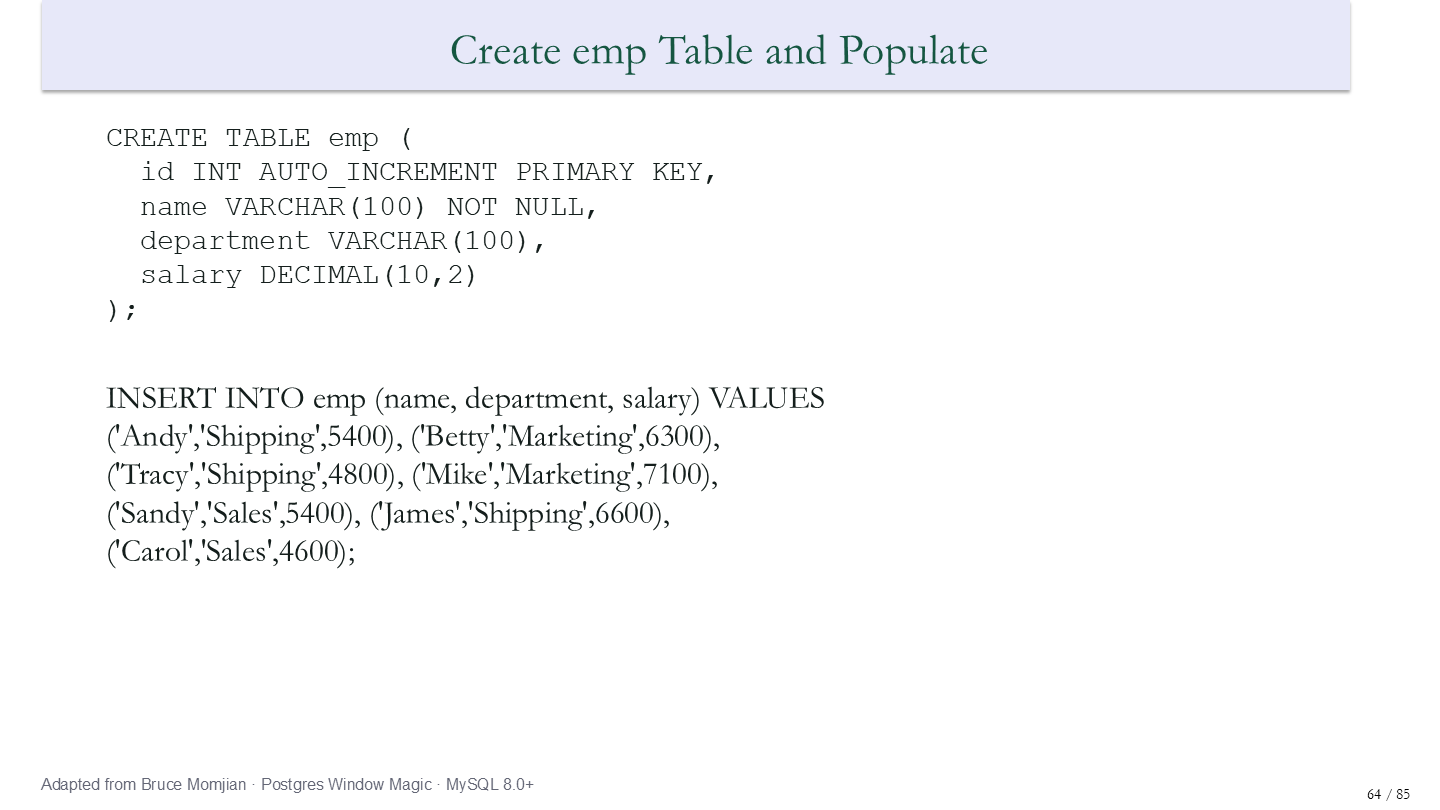 Create emp Table and Populate
CREATE TABLE emp (
  id INT AUTO_INCREMENT PRIMARY KEY,
  name VARCHAR(100) NOT NULL,
  department VARCHAR(100),
  salary DECIMAL(10,2)
);
INSERT INTO emp (name, department, salary) VALUES
('Andy','Shipping',5400), ('Betty','Marketing',6300),
('Tracy','Shipping',4800), ('Mike','Marketing',7100),
('Sandy','Sales',5400), ('James','Shipping',6600),
('Carol','Sales',4600);
Adapted from Bruce Momjian · Postgres Window Magic · MySQL 8.0+
64 / 85